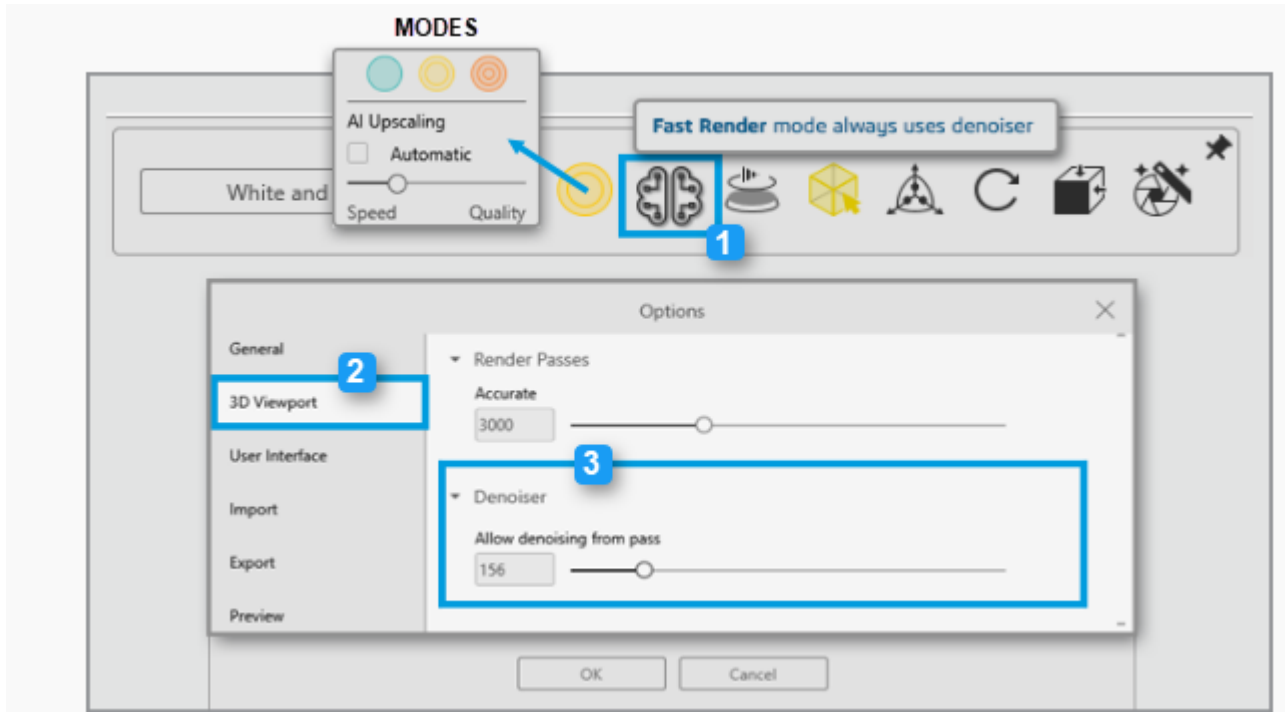 MODES
AI Upscaling
Automatic
Speed Quality
Fast Render mode always uses denoiser
White and
1
Options
General
2
3D Viewport
User Interface
Import
Export
Preview
Render Passes
Accurate
3000
3
Denoiser
Allow denoising from pass
156
OK Cancel